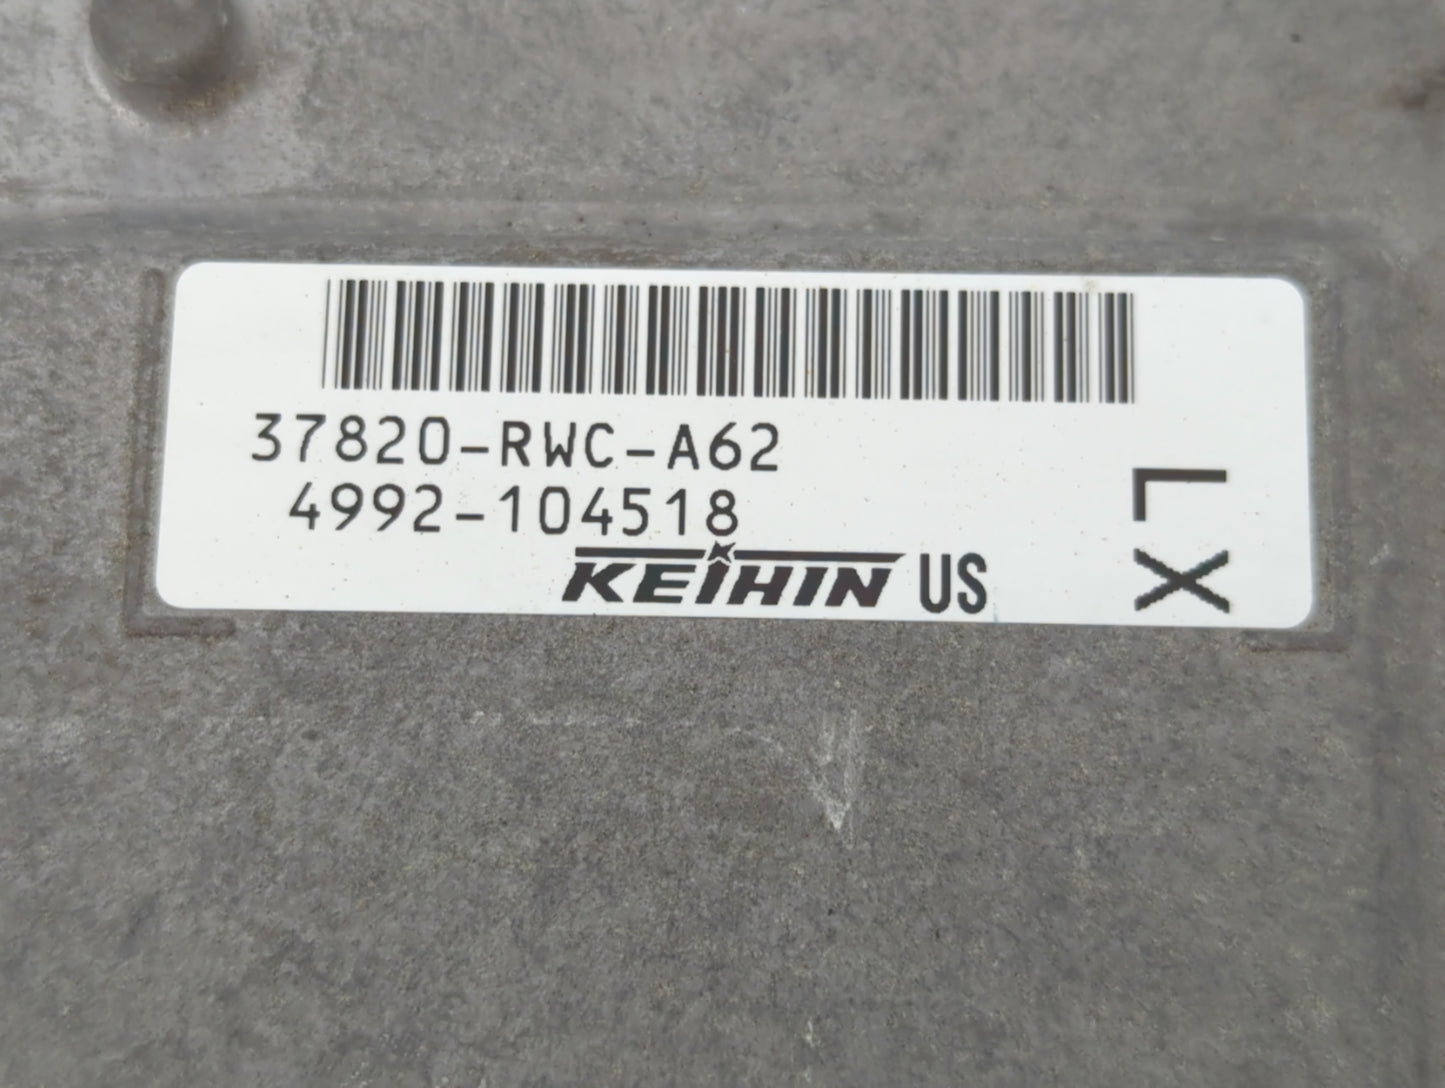 37820-RWC-A62
4992-104518
KEIHIN US
LX